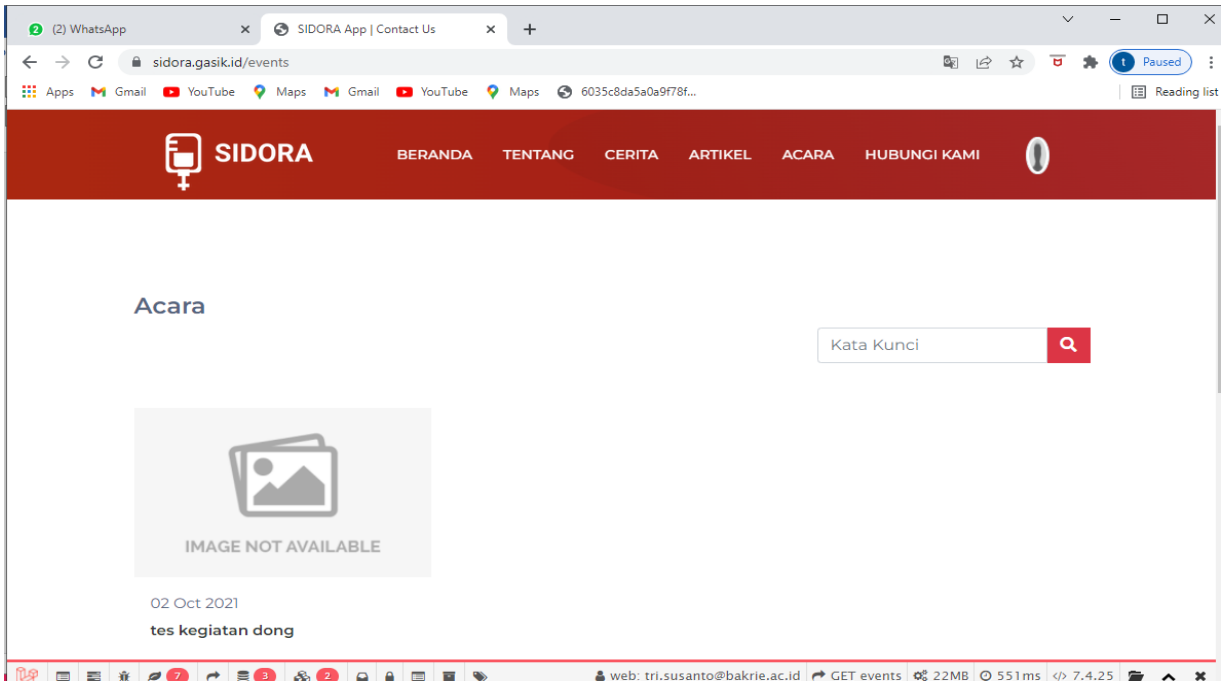 2 (2) WhatsApp
SIDORA App | Contact Us
sidora.gasik.id/events
t Paused
Apps Gmail YouTube Maps Gmail YouTube Maps 6035c8da5a0a9f78f... Reading list
SIDORA BERANDA TENTANG CERITA ARTIKEL ACARA HUBUNGI KAMI
Acara
Kata Kunci
IMAGE NOT AVAILABLE
02 Oct 2021
tes kegiatan dong
7 3 2 web: tri.susanto@bakrie.ac.id GET events 22MB 551ms 7.4.25